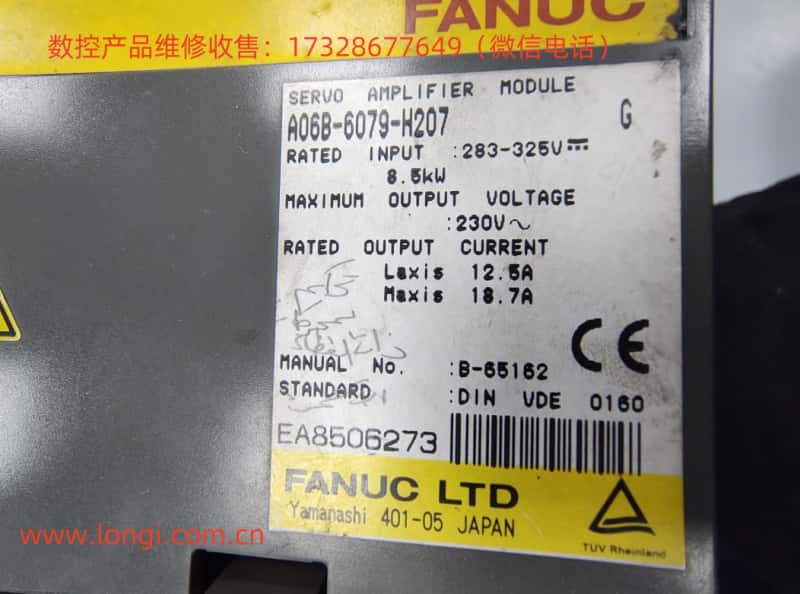 FANUC
数控产品维修收售：17328677649（微信电话）
SERVO AMPLIFIER MODULE
A06B-6079-H207 G
RATED INPUT :283-325V⎓
8.5kW
MAXIMUM OUTPUT VOLTAGE
:230V～
RATED OUTPUT CURRENT
Laxis 12.5A
Maxis 18.7A
CE
MANUAL No. :B-65162
STANDARD :DIN VDE 0160
EA8506273
FANUC LTD
Yamanashi 401-05 JAPAN
www.longi.com.cn
TUV Rheinland